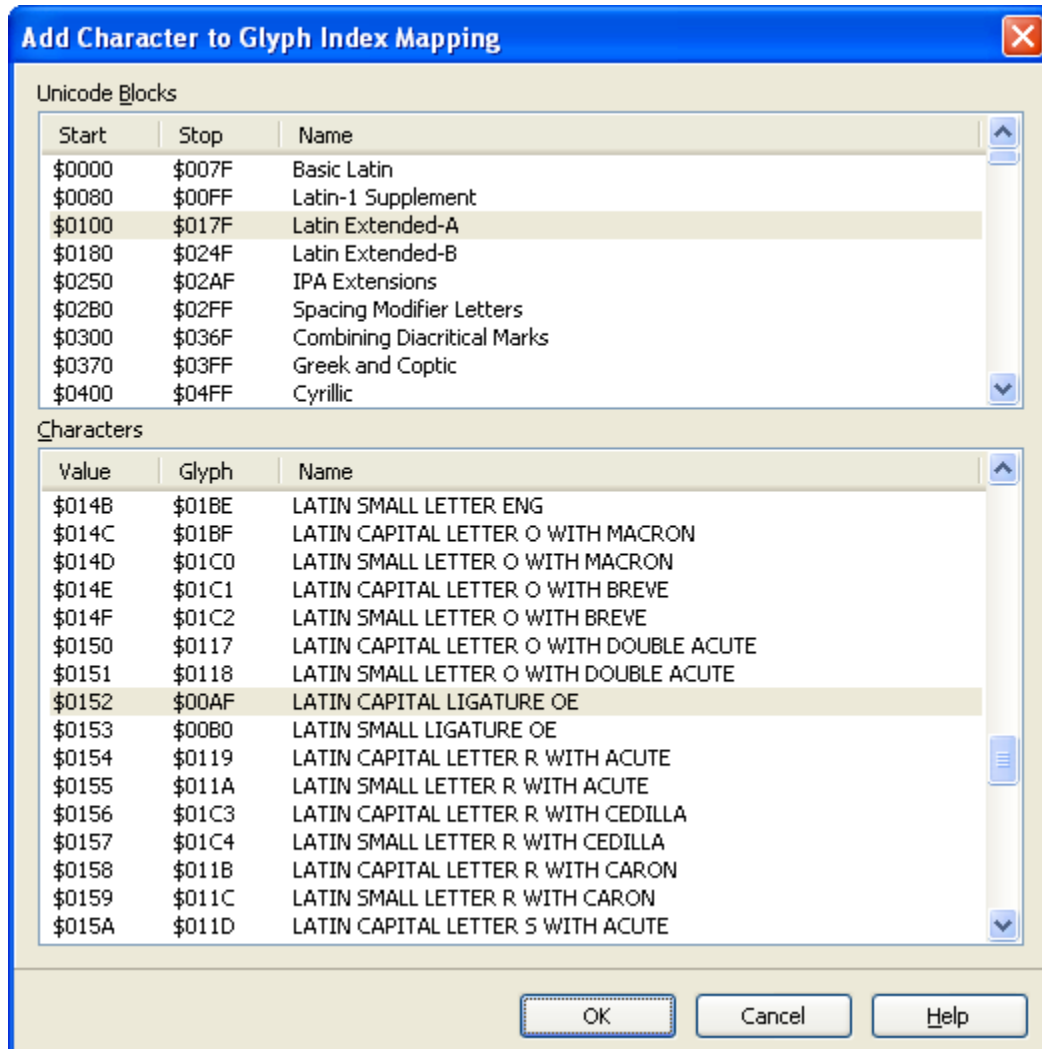 Add Character to Glyph Index Mapping
Unicode Blocks
Start Stop Name
$0000 $007F Basic Latin
$0080 $00FF Latin-1 Supplement
$0100 $017F Latin Extended-A
$0180 $024F Latin Extended-B
$0250 $02AF IPA Extensions
$02B0 $02FF Spacing Modifier Letters
$0300 $036F Combining Diacritical Marks
$0370 $03FF Greek and Coptic
$0400 $04FF Cyrillic
Characters
Value Glyph Name
$014B $01BE LATIN SMALL LETTER ENG
$014C $01BF LATIN CAPITAL LETTER O WITH MACRON
$014D $01C0 LATIN SMALL LETTER O WITH MACRON
$014E $01C1 LATIN CAPITAL LETTER O WITH BREVE
$014F $01C2 LATIN SMALL LETTER O WITH BREVE
$0150 $0117 LATIN CAPITAL LETTER O WITH DOUBLE ACUTE
$0151 $0118 LATIN SMALL LETTER O WITH DOUBLE ACUTE
$0152 $00AF LATIN CAPITAL LIGATURE OE
$0153 $00B0 LATIN SMALL LIGATURE OE
$0154 $0119 LATIN CAPITAL LETTER R WITH ACUTE
$0155 $011A LATIN SMALL LETTER R WITH ACUTE
$0156 $01C3 LATIN CAPITAL LETTER R WITH CEDILLA
$0157 $01C4 LATIN SMALL LETTER R WITH CEDILLA
$0158 $011B LATIN CAPITAL LETTER R WITH CARON
$0159 $011C LATIN SMALL LETTER R WITH CARON
$015A $011D LATIN CAPITAL LETTER S WITH ACUTE
OK Cancel Help